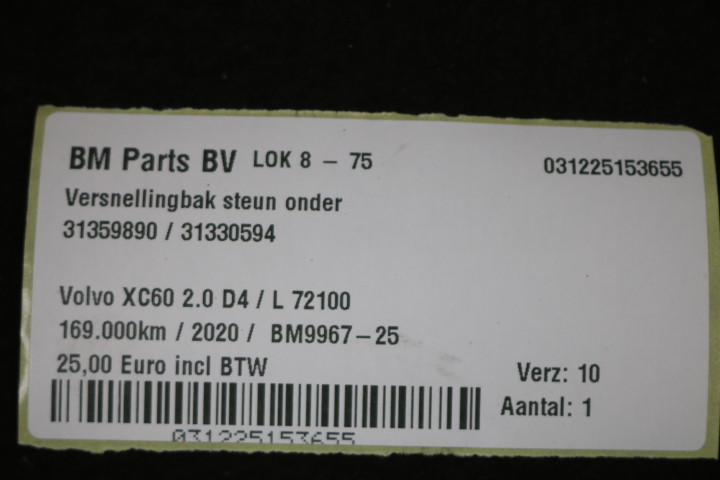 BM Parts BV LOK 8 - 75
031225153655
Versnellingbak steun onder
31359890 / 31330594
Volvo XC60 2.0 D4 / L 72100
169.000km / 2020 / BM9967-25
25,00 Euro incl BTW
Verz: 10
Aantal: 1
031225153655